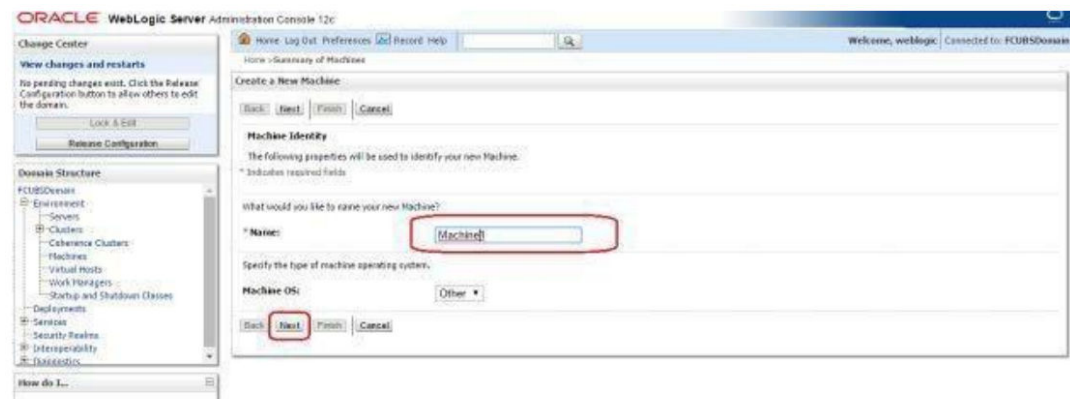 ORACLE WebLogic Server Administration Console 12c
Change Center
View changes and restarts
No pending changes exist. Click the Release
Configuration button to allow others to edit
the domain.
Lock & Edit
Release Configuration
Domain Structure
FCUBSDomain
Environment
Servers
Clusters
Coherence Clusters
Machines
Virtual Hosts
Work Managers
Startup and Shutdown Classes
Deployments
Services
Security Realms
Interoperability
Diagnostics
How do I...
Home Log Out Preferences Record Help
Welcome, weblogic Connected to: FCUBSDomain
Home >Summary of Machines
Create a New Machine
Back Next Finish Cancel
Machine Identity
The following properties will be used to identify your new Machine.
* Indicates required fields
What would you like to name your new Machine?
* Name: Machine1
Specify the type of machine operating system.
Machine OS: Other
Back Next Finish Cancel